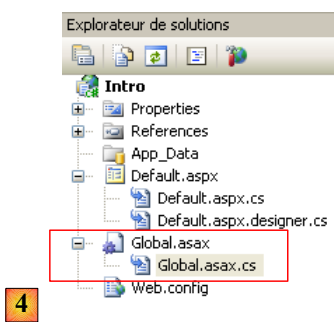 Explorateur de solutions
Intro
Properties
References
App_Data
Default.aspx
Default.aspx.cs
Default.aspx.designer.cs
Global.asax
Global.asax.cs
Web.config
4